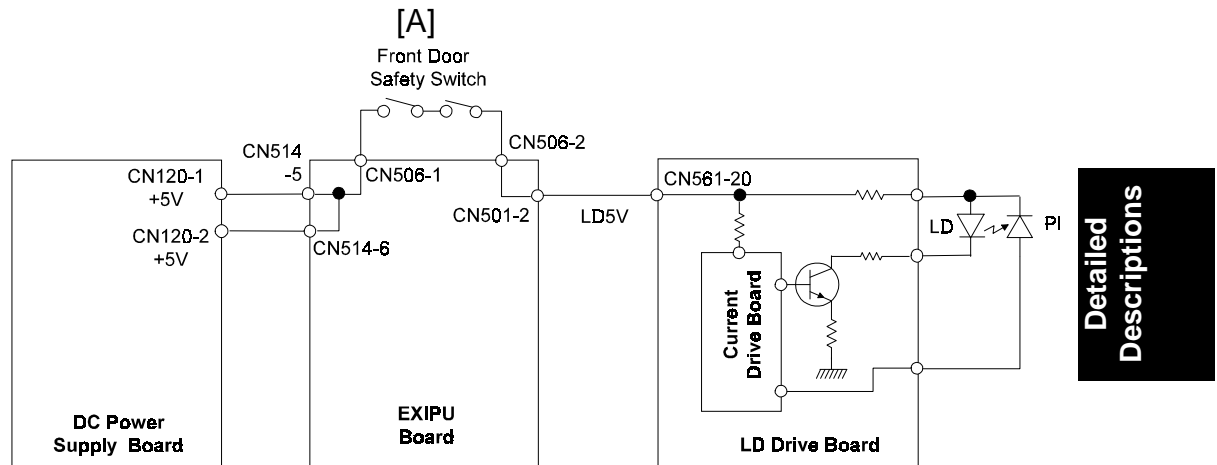 [A]
Front Door
Safety Switch
CN506-2
CN514
-5
CN506-1
CN120-1
+5V
CN561-20
CN501-2
LD5V
CN120-2
+5V
CN514-6
LD
PI
Current
Drive Board
DC Power
Supply Board
EXIPU
Board
LD Drive Board
Detailed
Descriptions